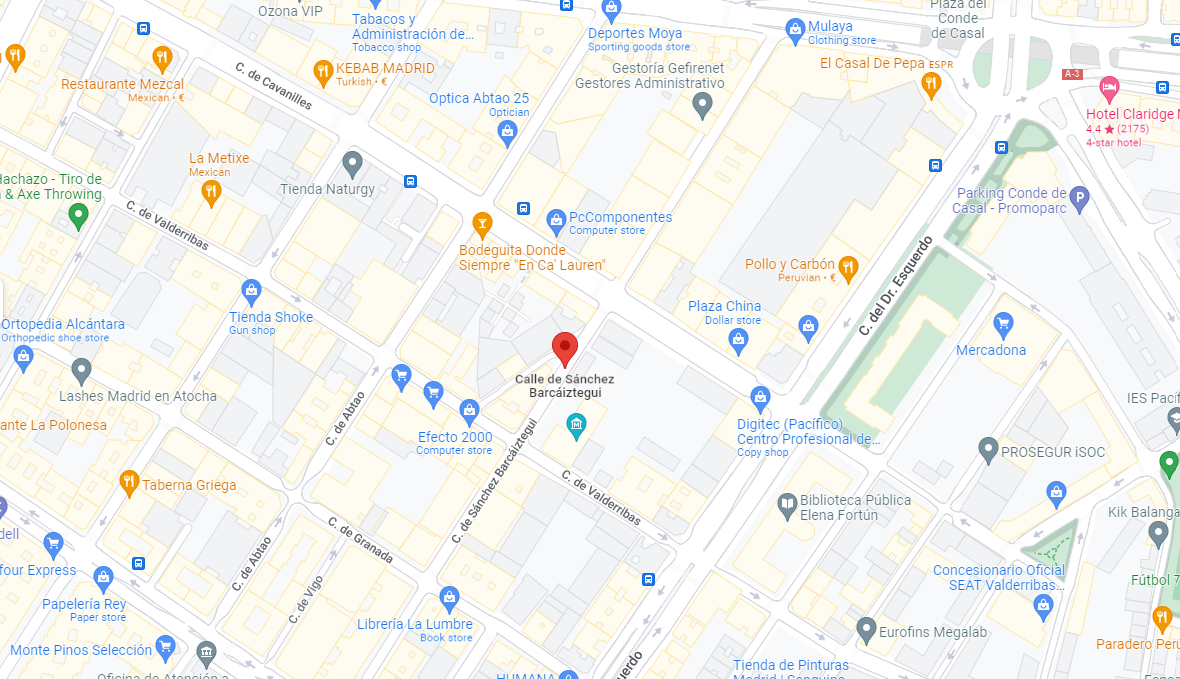 Ozona VIP
Tabacos y
Administración de...
Tobacco shop
Deportes Moya
Sporting goods store
Mulaya
Clothing store
Plaza del
Conde
de Casal
Restaurante Mezcal
Mexican • €
C. de Cavanilles
KEBAB MADRID
Turkish • €
Gestoría Gefirenet
Gestores Administrativo
El Casal De Pepa ESPR
A-3
Optica Abtao 25
Optician
Hotel Claridge
4.4 ★ (2175)
4-star hotel
La Metixe
Mexican
Tienda Naturgy
Hachazo - Tiro de
& Axe Throwing
C. de Valderribas
PcComponentes
Computer store
Parking Conde de
Casal - Promoparc
P
Bodeguita Donde
Siempre "En Ca' Lauren"
Pollo y Carbón
Peruvian • €
C. del Dr. Esquerdo
Tienda Shoke
Gun shop
Plaza China
Dollar store
Ortopedia Alcántara
Orthopedic shoe store
Mercadona
Lashes Madrid en Atocha
Calle de Sánchez
Barcáiztegui
IES Pacíf
ante La Polonesa
C. de Abtao
Efecto 2000
Computer store
Digitec (Pacífico)
Centro Profesional de...
Copy shop
PROSEGUR iSOC
Taberna Griega
C. de Sánchez Barcáiztegui
C. de Valderribas
Biblioteca Pública
Elena Fortún
Kik Balanga
dell
C. de Granada
C. de Abtao
four Express
C. de Vigo
Concesionario Oficial
SEAT Valderribas...
Fútbol 7
Papelería Rey
Paper store
Librería La Lumbre
Book store
Eurofins Megalab
Paradero Perú
Monte Pinos Selección
Oficina de Atención a
HUMANA
squerdo
Tienda de Pinturas
Madrid | Sanguino